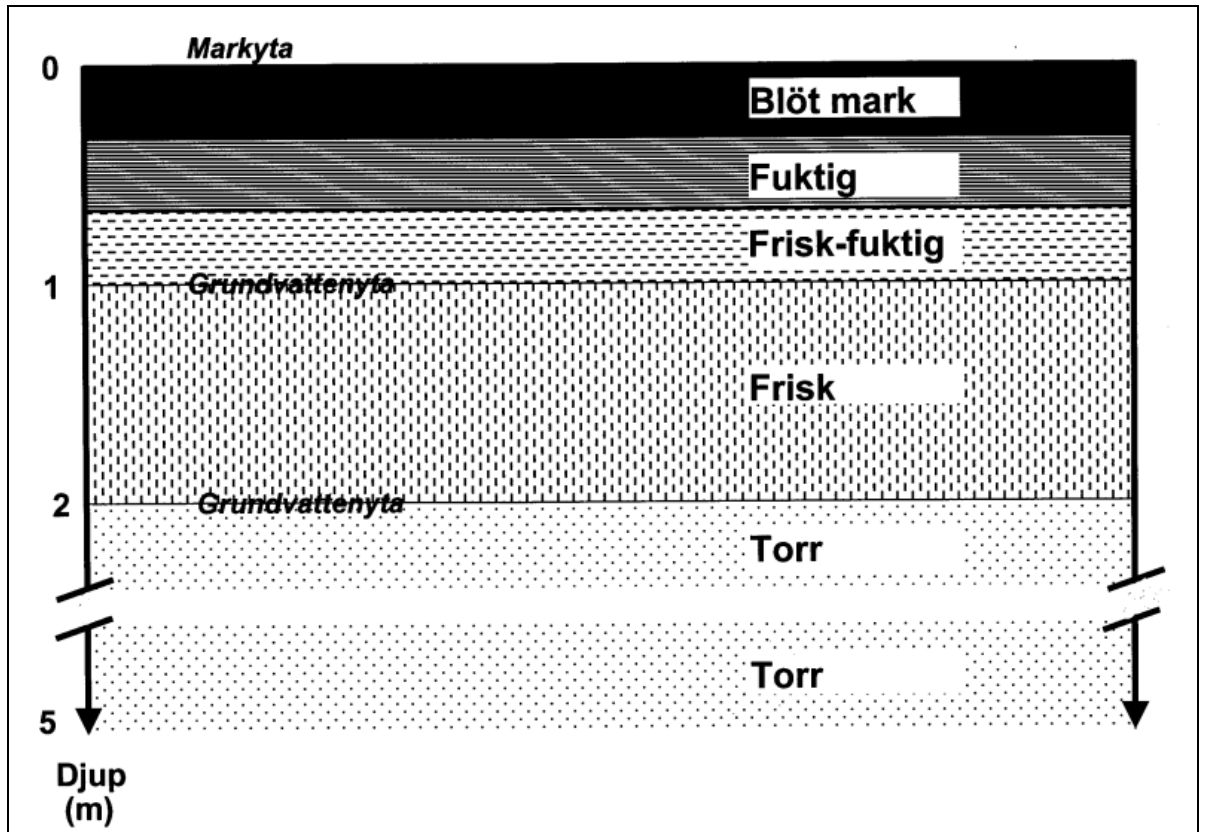 Markyta
0
Blöt mark
Fuktig
Frisk-fuktig
1
Grundvattenyta
Frisk
2
Grundvattenyta
Torr
Torr
5
Djup
(m)